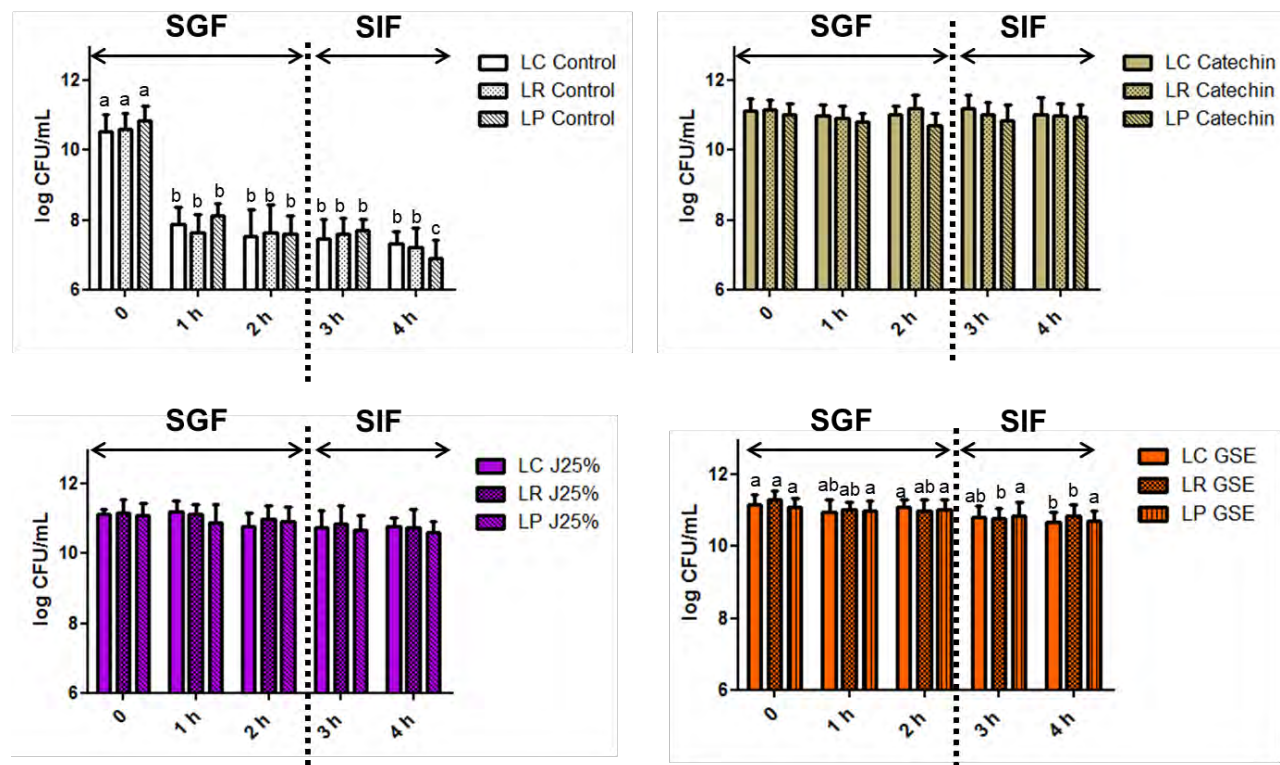 SGF SIF
LC Control
LR Control
LP Control
log CFU/mL
12
10
8
6
a a a
b b b
b b b
b b b
b b c
0 1 h 2 h 3 h 4 h
SGF SIF
LC Catechin
LR Catechin
LP Catechin
log CFU/mL
12
10
8
6
0 1 h 2 h 3 h 4 h
SGF SIF
LC J25%
LR J25%
LP J25%
log CFU/mL
12
10
8
6
0 1 h 2 h 3 h 4 h
SGF SIF
LC GSE
LR GSE
LP GSE
log CFU/mL
12
10
8
6
a a a
ab ab a
a ab a
ab b a
b b a
0 1 h 2 h 3 h 4 h